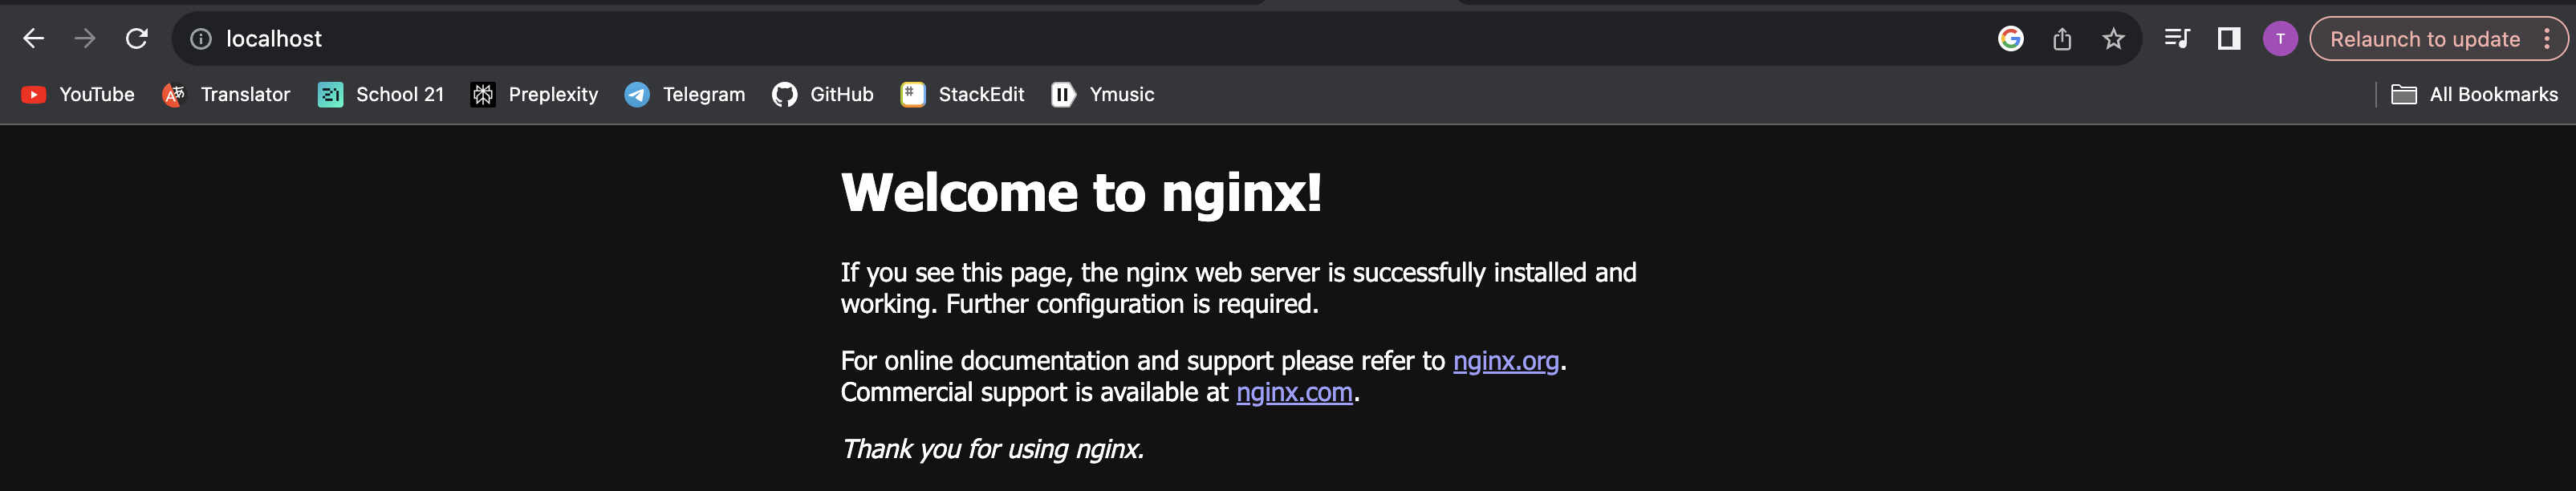 localhost
T
Relaunch to update
YouTube Translator School 21 Preplexity Telegram GitHub StackEdit Ymusic All Bookmarks
Welcome to nginx!
If you see this page, the nginx web server is successfully installed and
working. Further configuration is required.
For online documentation and support please refer to nginx.org.
Commercial support is available at nginx.com.
Thank you for using nginx.